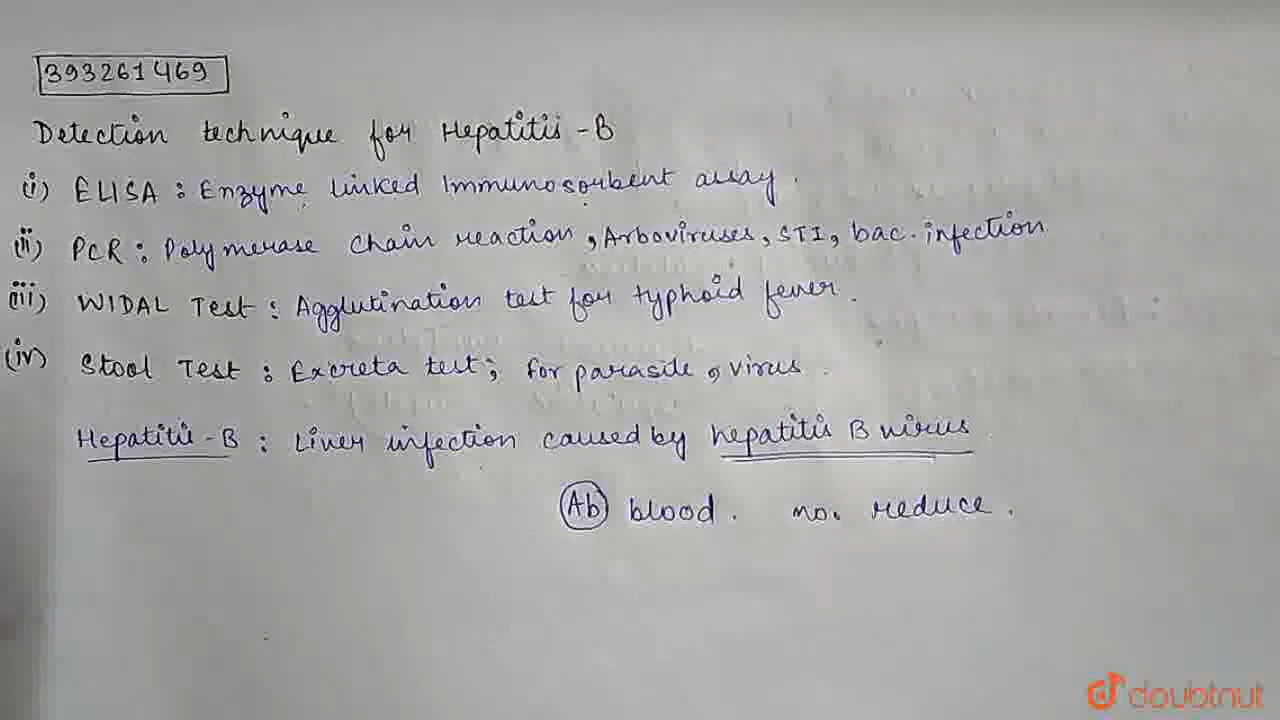 393261469
Detection technique for Hepatitis-B
(i) ELISA : Enzyme linked Immunosorbent assay.
(ii) PCR : Polymerase Chain reaction, Arboviruses, STI, bac. infection
(iii) WIDAL Test : Agglutination test for typhoid fever.
(iv) Stool Test : Excreta test; for parasite, virus.
Hepatitis-B : Liver infection caused by hepatitis B virus.
Ab blood. no. reduce.
doubtnut